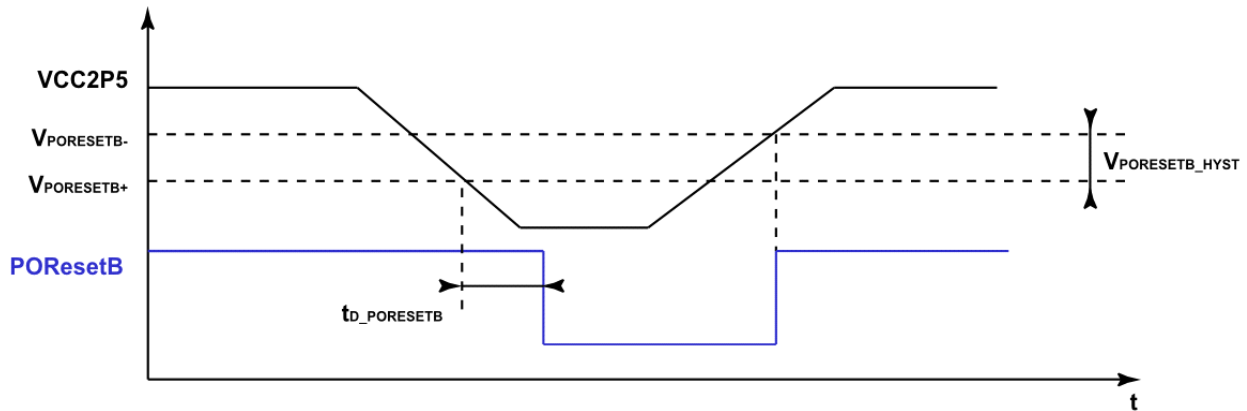 VCC2P5
VPORESETB-
VPORESETB+
VPORESETB_HYST
POResetB
tD_PORESETB
t